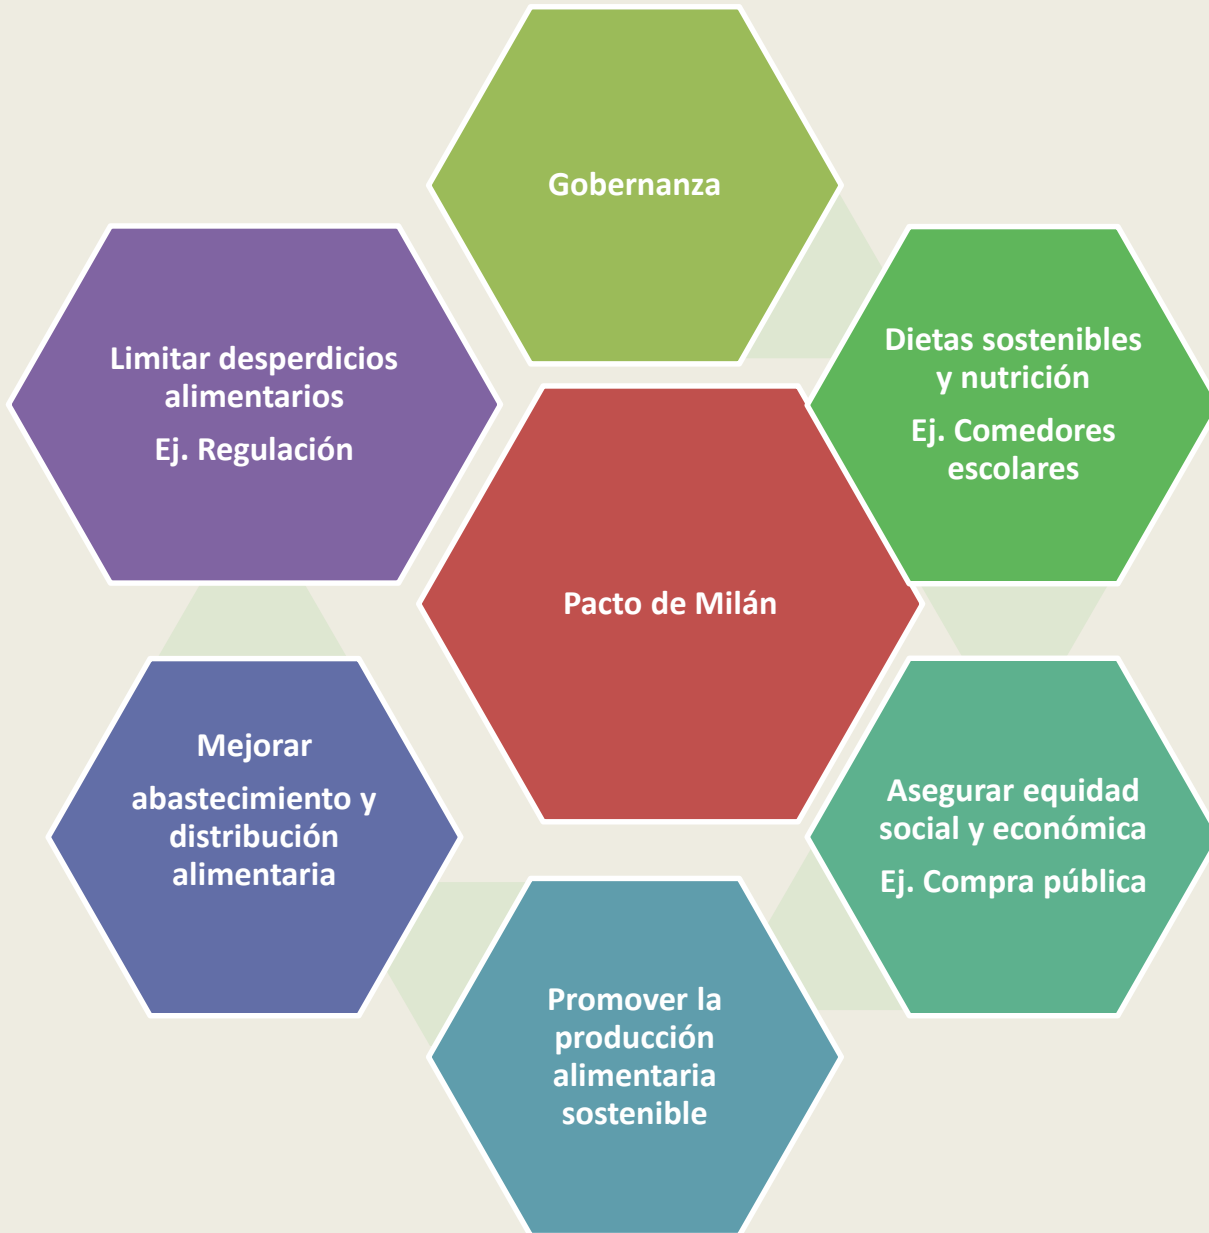 Gobernanza
Limitar desperdicios
alimentarios
Ej. Regulación
Dietas sostenibles
y nutrición
Ej. Comedores
escolares
Pacto de Milán
Mejorar
abastecimiento y
distribución
alimentaria
Asegurar equidad
social y económica
Ej. Compra pública
Promover la
producción
alimentaria
sostenible